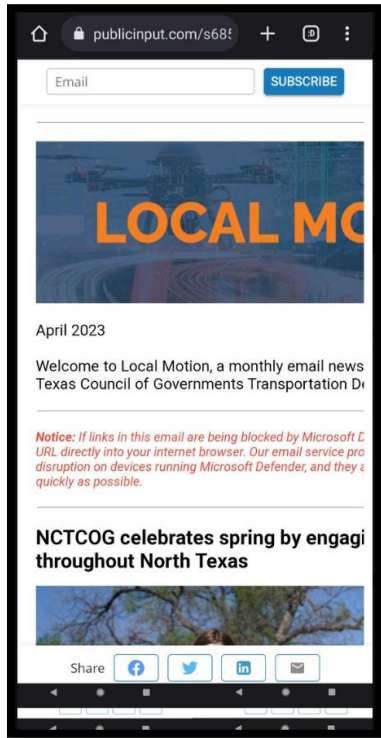 publicinput.com/s685
:D
Email
SUBSCRIBE
LOCAL MO
April 2023
Welcome to Local Motion, a monthly email news
Texas Council of Governments Transportation De
Notice: If links in this email are being blocked by Microsoft D
URL directly into your internet browser. Our email service pro
disruption on devices running Microsoft Defender, and they a
quickly as possible.
NCTCOG celebrates spring by engagi
throughout North Texas
Share